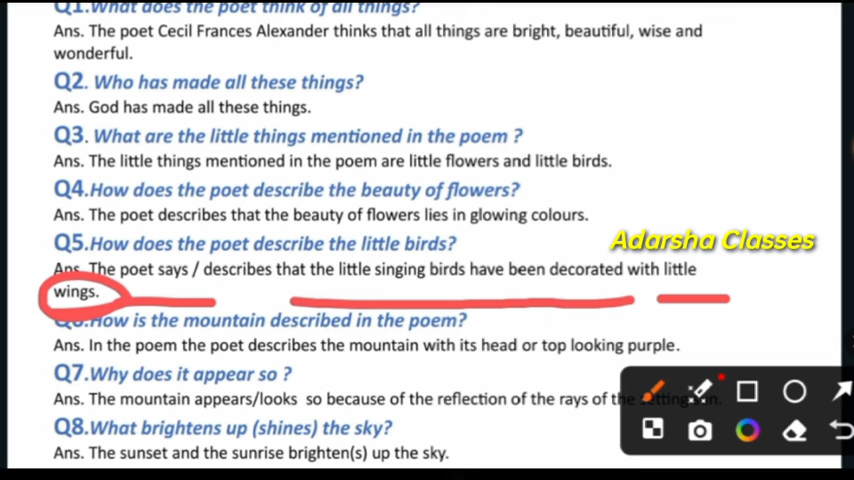 Q1.What does the poet think of all things?
Ans. The poet Cecil Frances Alexander thinks that all things are bright, beautiful, wise and
wonderful.
Q2. Who has made all these things?
Ans. God has made all these things.
Q3. What are the little things mentioned in the poem ?
Ans. The little things mentioned in the poem are little flowers and little birds.
Q4.How does the poet describe the beauty of flowers?
Ans. The poet describes that the beauty of flowers lies in glowing colours.
Q5.How does the poet describe the little birds?
Adarsha Classes
Ans. The poet says / describes that the little singing birds have been decorated with little
wings.
Q6.How is the mountain described in the poem?
Ans. In the poem the poet describes the mountain with its head or top looking purple.
Q7.Why does it appear so ?
Ans. The mountain appears/looks so because of the reflection of the rays of the setting sun.
Q8.What brightens up (shines) the sky?
Ans. The sunset and the sunrise brighten(s) up the sky.